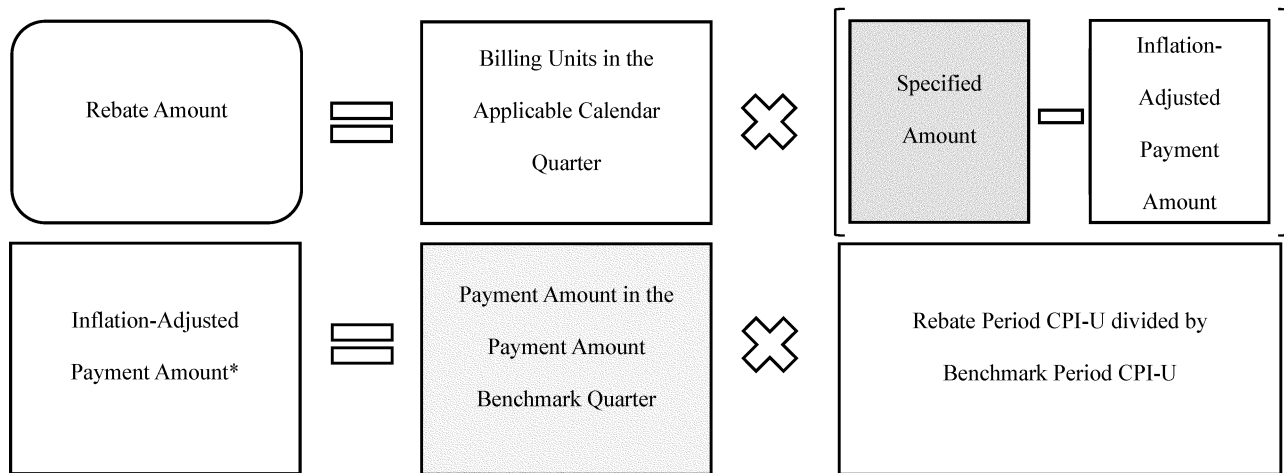 Rebate Amount
Billing Units in the
Applicable Calendar
Quarter
Specified
Amount
Inflation-
Adjusted
Payment
Amount
Inflation-Adjusted
Payment Amount*
Payment Amount in the
Payment Amount
Benchmark Quarter
Rebate Period CPI-U divided by
Benchmark Period CPI-U